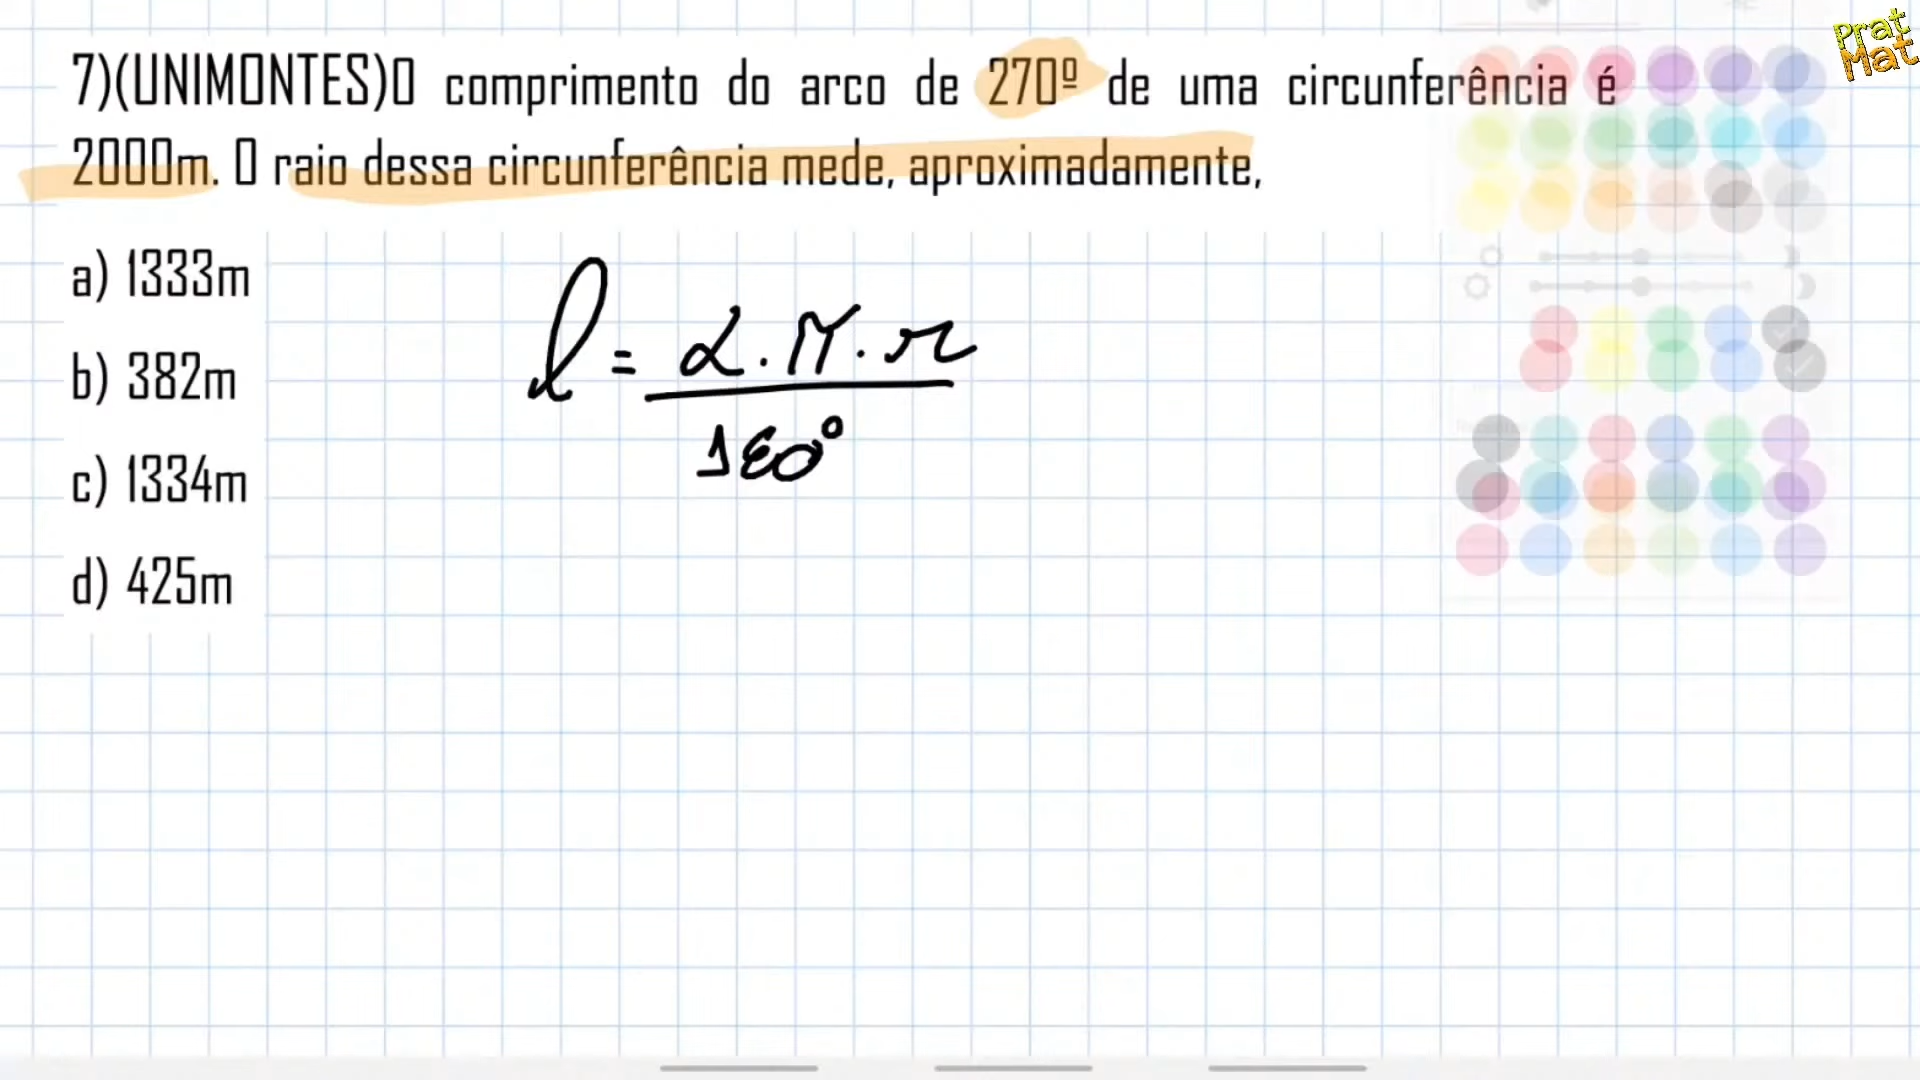 7)(UNIMONTES)O comprimento do arco de 270º de uma circunferência é
2000m. O raio dessa circunferência mede, aproximadamente,
a) 1333m
b) 382m
c) 1334m
d) 425m
l = α . π . r
180°
Prat
Mat